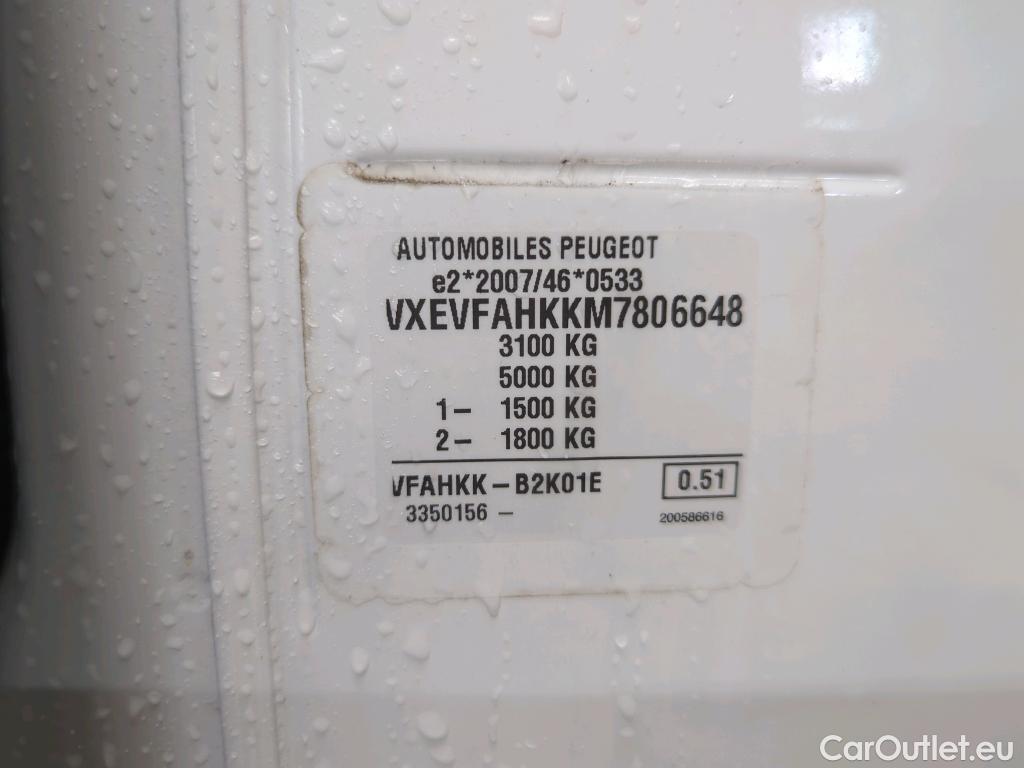 AUTOMOBILES PEUGEOT
e2*2007/46*0533
VXEVFAHKKM7806648
3100 KG
5000 KG
1- 1500 KG
2- 1800 KG
VFAHKK-B2K01E 0.51
3350156 - 200586616
CarOutlet.eu